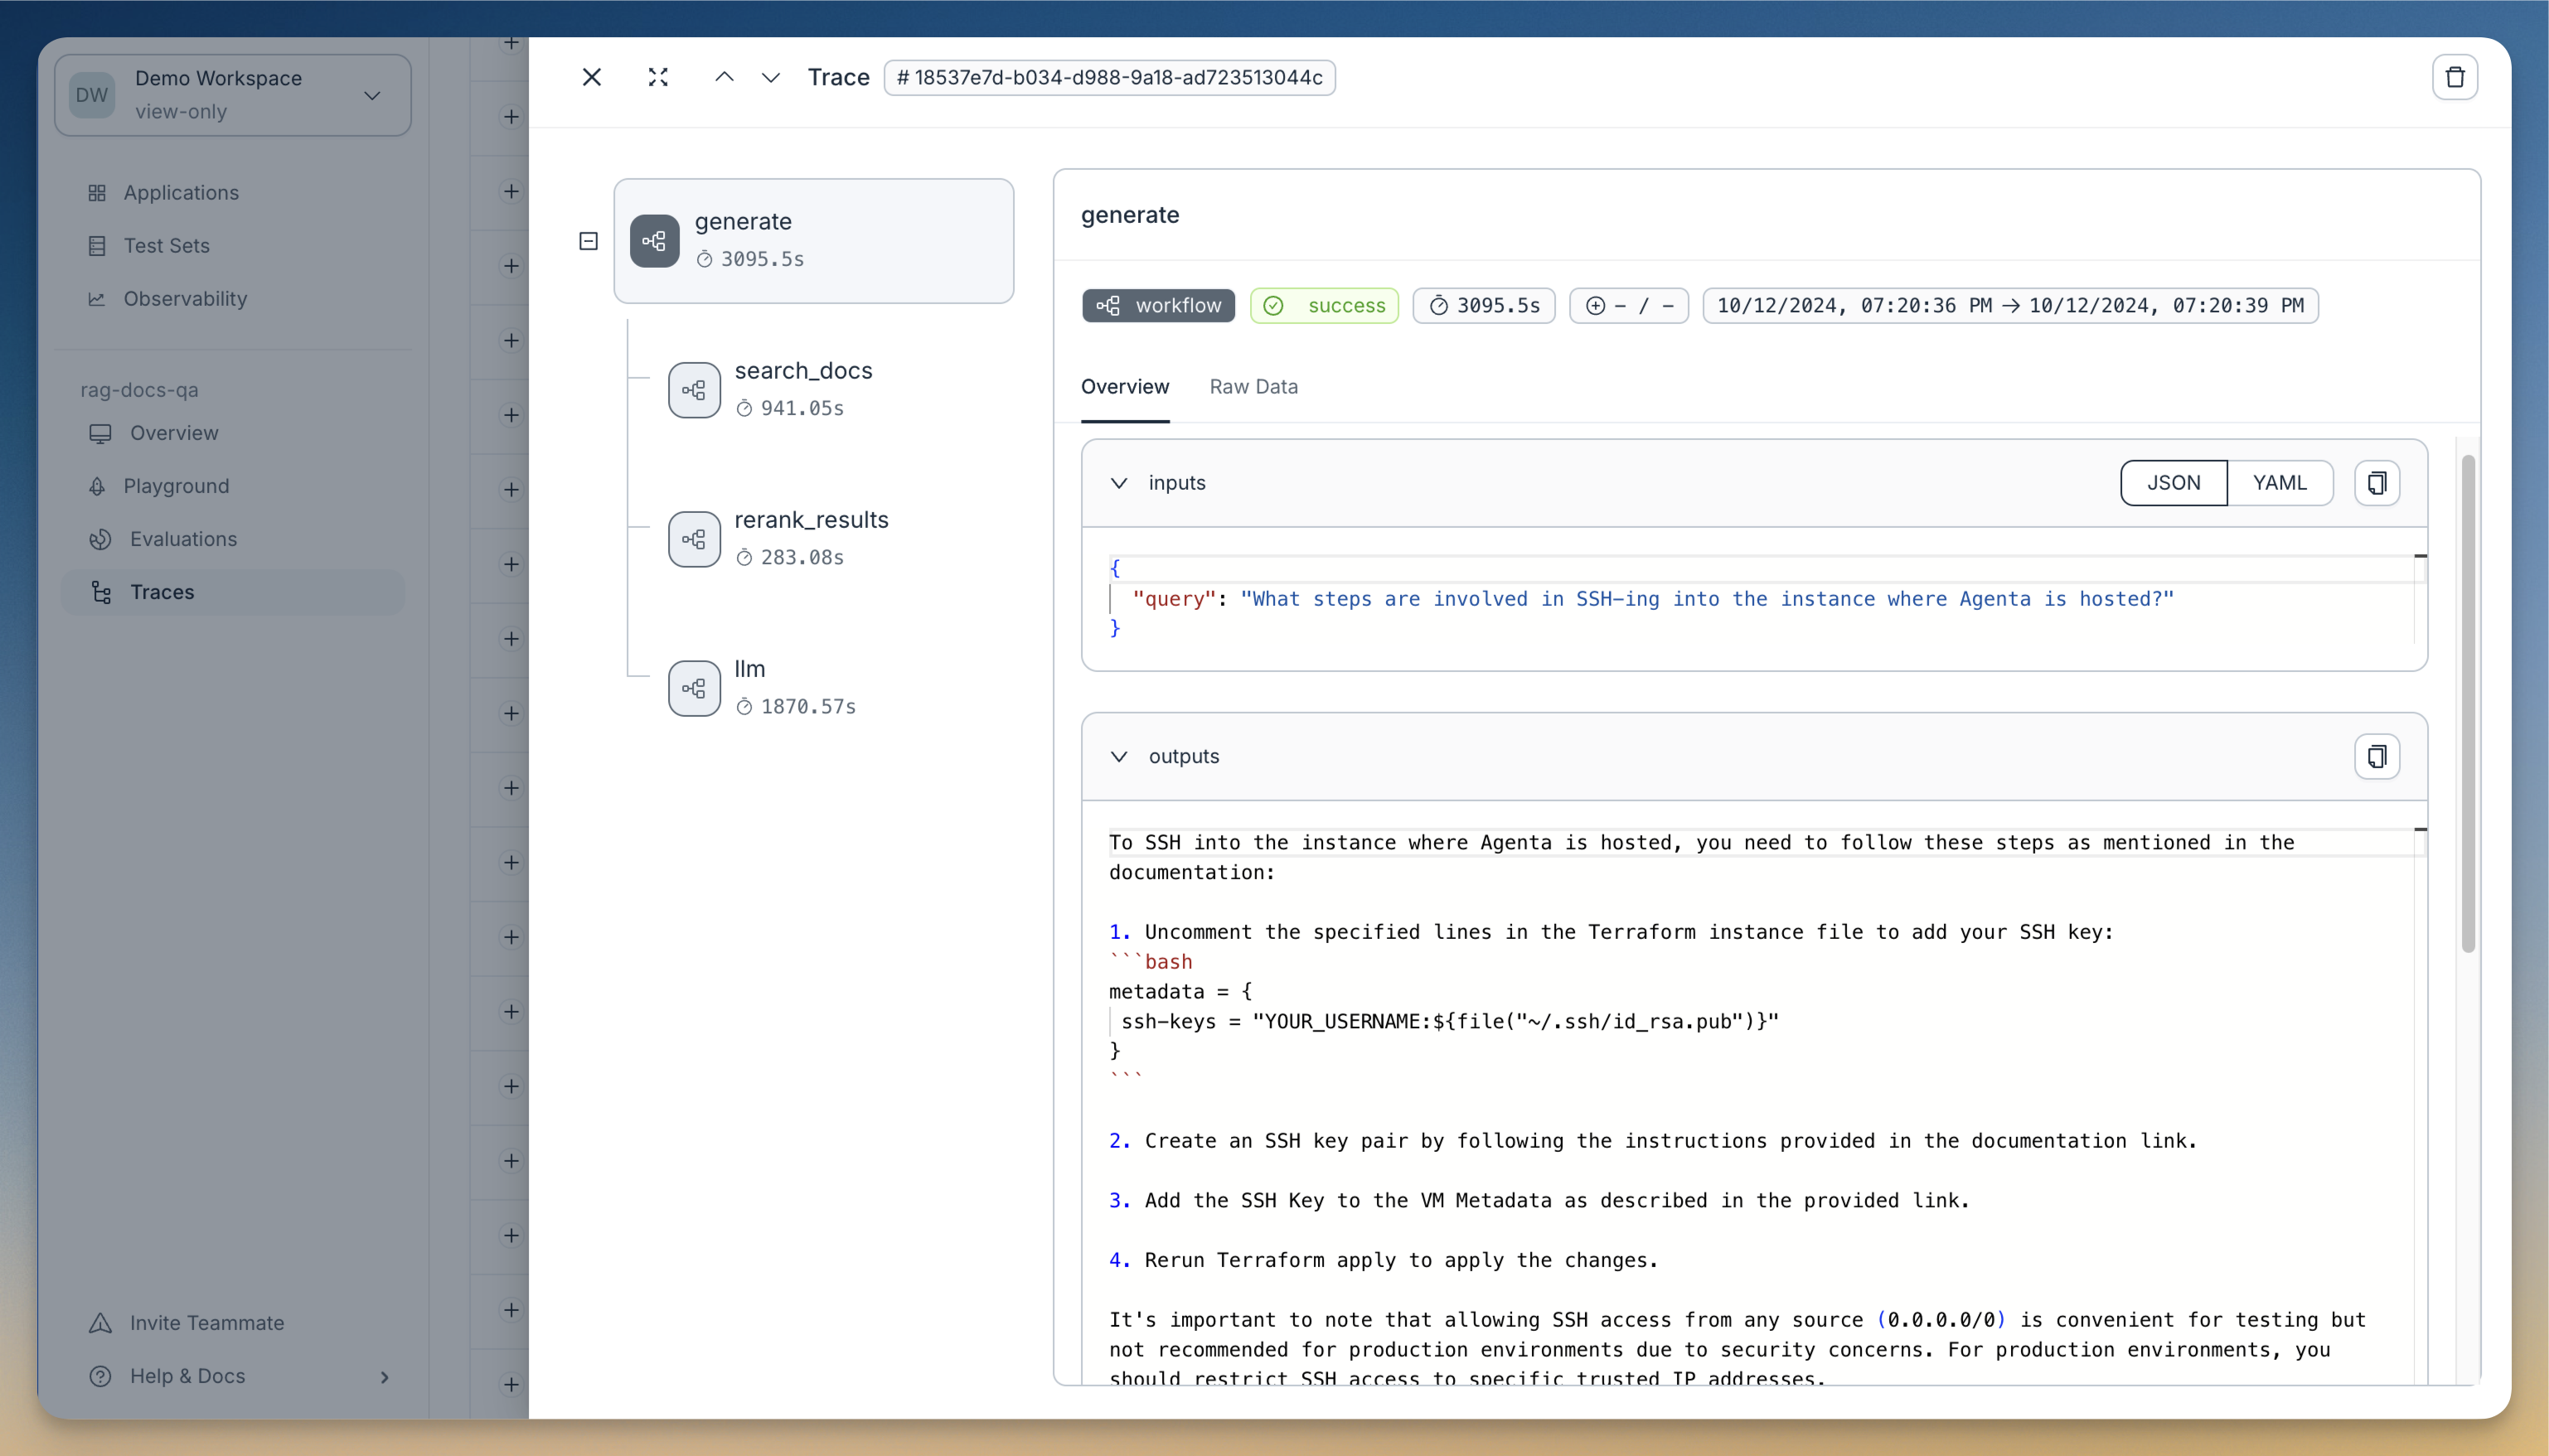 DW
Demo Workspace
view-only
Applications
Test Sets
Observability
rag-docs-qa
Overview
Playground
Evaluations
Traces
Invite Teammate
Help & Docs
Trace
# 18537e7d-b034-d988-9a18-ad723513044c
generate
3095.5s
search_docs
941.05s
rerank_results
283.08s
llm
1870.57s
generate
workflow
success
3095.5s
– / –
10/12/2024, 07:20:36 PM → 10/12/2024, 07:20:39 PM
Overview
Raw Data
inputs
JSON
YAML
{
"query": "What steps are involved in SSH-ing into the instance where Agenta is hosted?"
}
outputs
To SSH into the instance where Agenta is hosted, you need to follow these steps as mentioned in the
documentation:
1. Uncomment the specified lines in the Terraform instance file to add your SSH key:
```bash
metadata = {
ssh-keys = "YOUR_USERNAME:${file("~/.ssh/id_rsa.pub")}"
}
```
2. Create an SSH key pair by following the instructions provided in the documentation link.
3. Add the SSH Key to the VM Metadata as described in the provided link.
4. Rerun Terraform apply to apply the changes.
It's important to note that allowing SSH access from any source (0.0.0.0/0) is convenient for testing but
not recommended for production environments due to security concerns. For production environments, you
should restrict SSH access to specific trusted IP addresses.